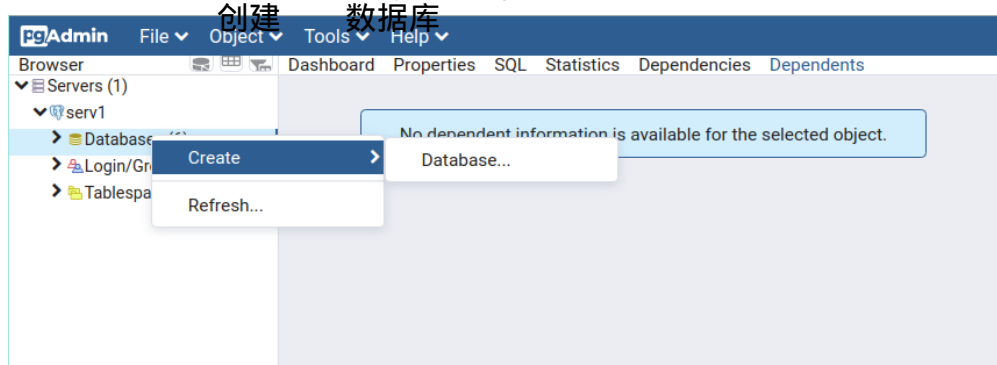 创建 数据库
pgAdmin File Object Tools Help
Browser Dashboard Properties SQL Statistics Dependencies Dependents
Servers (1)
serv1
No dependent information is available for the selected object.
Create Database...
Refresh...